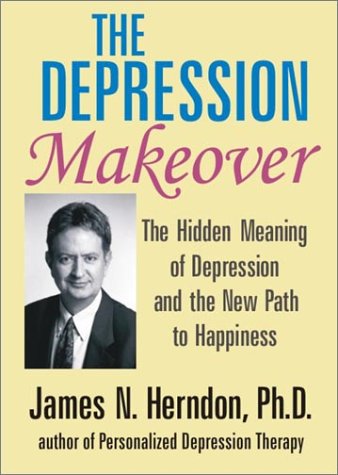 THE
DEPRESSION
Makeover
The Hidden Meaning
of Depression
and the New Path
to Happiness
James N. Herndon, Ph.D.
author of Personalized Depression Therapy